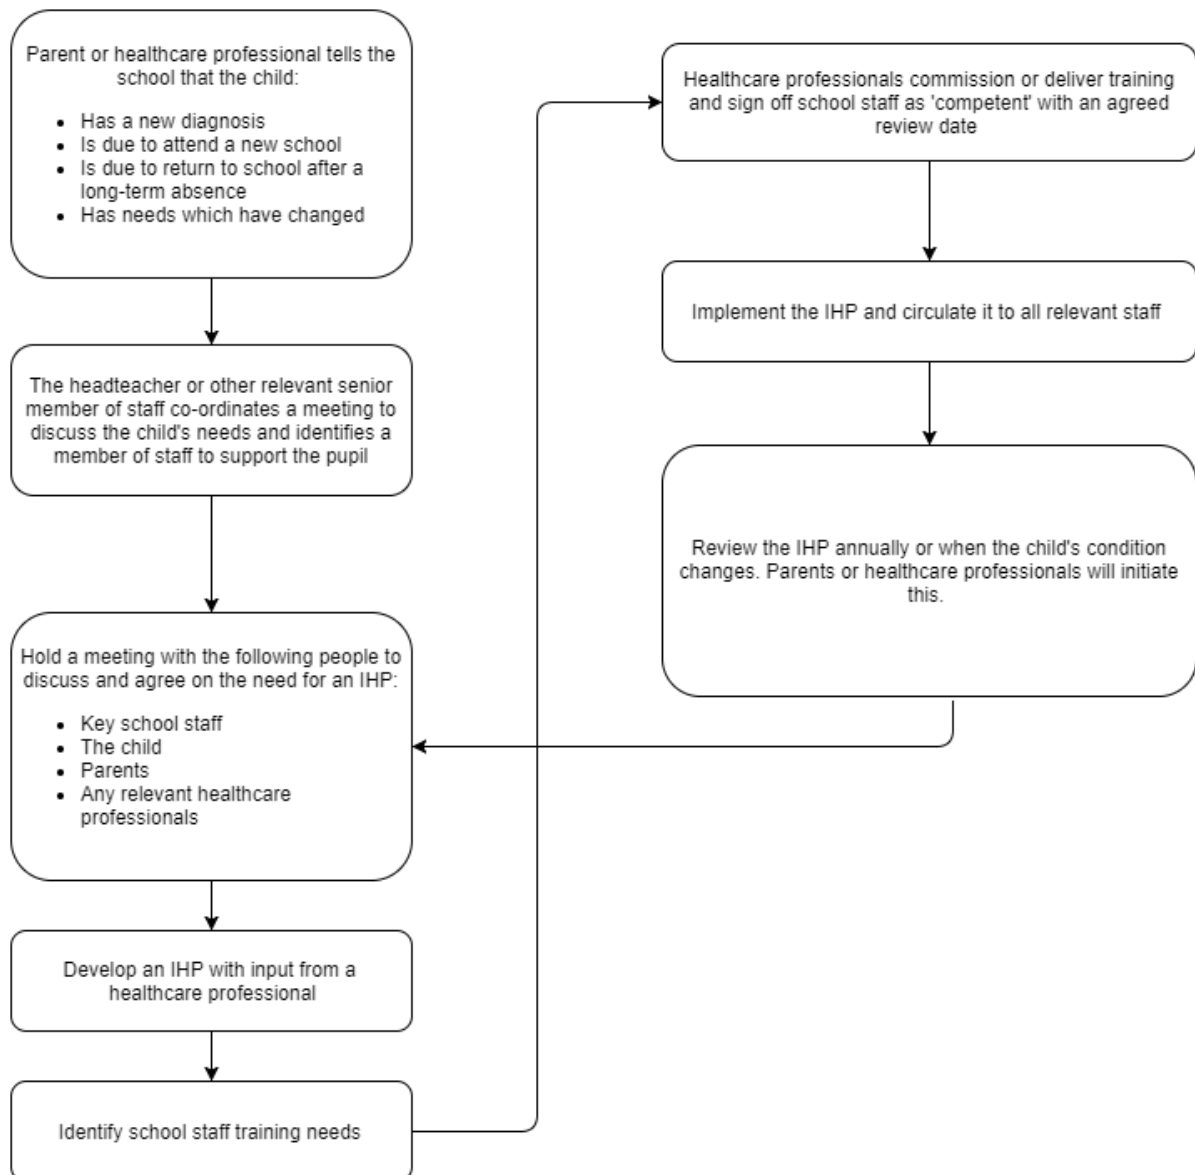 Parent or healthcare professional tells the
school that the child:
• Has a new diagnosis
• Is due to attend a new school
• Is due to return to school after a
long-term absence
• Has needs which have changed
The headteacher or other relevant senior
member of staff co-ordinates a meeting to
discuss the child's needs and identifies a
member of staff to support the pupil
Hold a meeting with the following people to
discuss and agree on the need for an IHP:
• Key school staff
• The child
• Parents
• Any relevant healthcare
professionals
Develop an IHP with input from a
healthcare professional
Identify school staff training needs
Healthcare professionals commission or deliver training
and sign off school staff as 'competent' with an agreed
review date
Implement the IHP and circulate it to all relevant staff
Review the IHP annually or when the child's condition
changes. Parents or healthcare professionals will initiate
this.